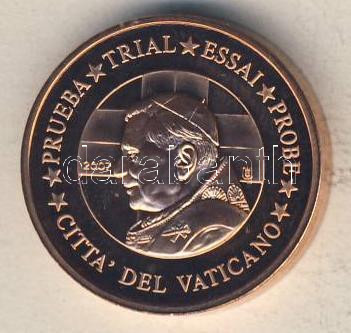 ★ PRUEBA ★ TRIAL ★ ESSAI ★ PROBE ★
CITTA' DEL VATICANO
darabanth